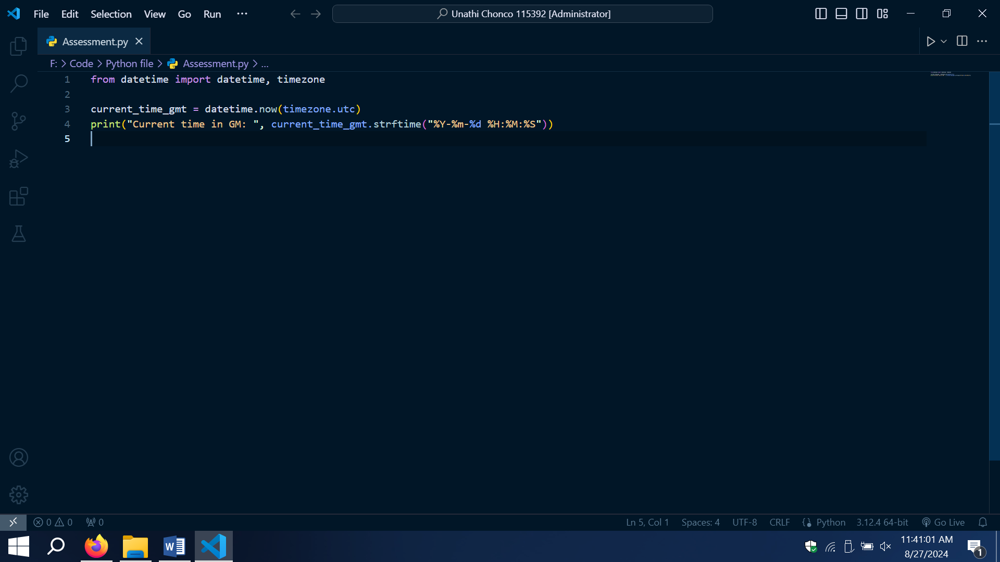 File Edit Selection View Go Run ···
Unathi Chonco 115392 [Administrator]
Assessment.py
F: > Code > Python file > Assessment.py > ...
1 from datetime import datetime, timezone
2
3 current_time_gmt = datetime.now(timezone.utc)
4 print("Current time in GM: ", current_time_gmt.strftime("%Y-%m-%d %H:%M:%S"))
5
0 0 0 Ln 5, Col 1 Spaces: 4 UTF-8 CRLF {} Python 3.12.4 64-bit Go Live
W 11:41:01 AM
8/27/2024 1